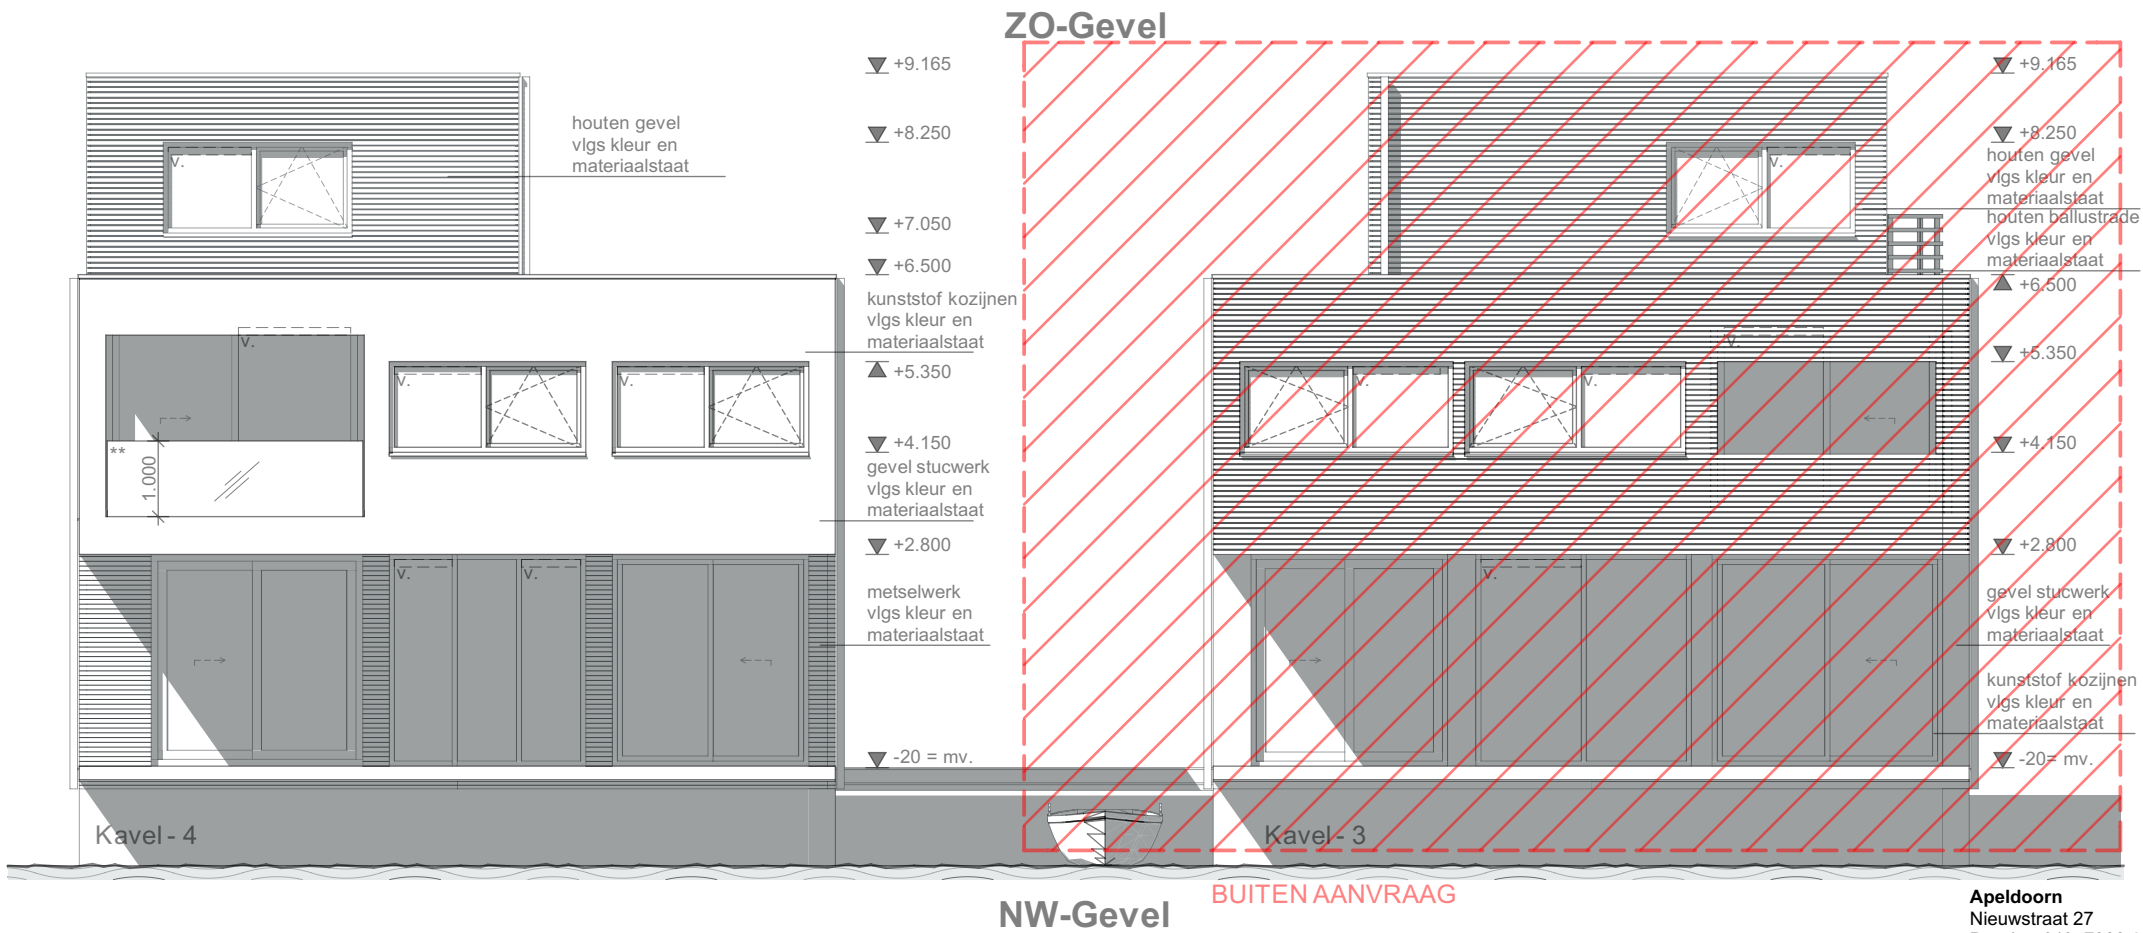 ZO-Gevel
+9.165
+8.250
houten gevel
vlgs kleur en
materiaalstaat
v.
+7.050
+6.500
kunststof kozijnen
vlgs kleur en
materiaalstaat
+5.350
v.
v.
v.
+4.150
**
1.000
gevel stucwerk
vlgs kleur en
materiaalstaat
+2.800
v.
v.
metselwerk
vlgs kleur en
materiaalstaat
-20 = mv.
Kavel - 4
+9.165
+8.250
houten gevel
vlgs kleur en
materiaalstaat
v.
houten ballustrade
vlgs kleur en
materiaalstaat
+6.500
v.
+5.350
v.
v.
+4.150
+2.800
v.
gevel stucwerk
vlgs kleur en
materiaalstaat
kunststof kozijnen
vlgs kleur en
materiaalstaat
-20= mv.
Kavel - 3
BUITEN AANVRAAG
NW-Gevel
Apeldoorn
Nieuwstraat 27